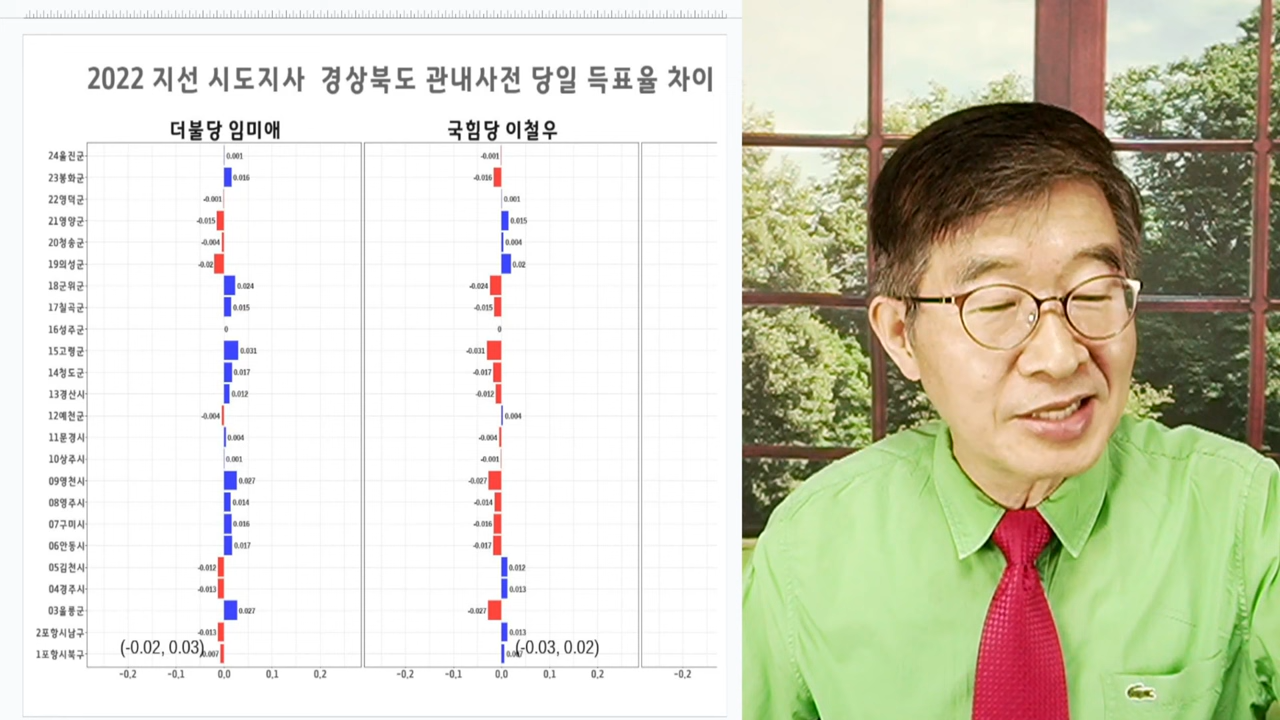 2022 지선 시도지사 경상북도 관내사전 당일 득표율 차이
더불당 임미애 국힘당 이철우
24울진군 0.001 -0.001
23봉화군 0.016 -0.016
22영덕군 -0.001 0.001
21영양군 -0.015 0.015
20청송군 -0.004 0.004
19의성군 -0.02 0.02
18군위군 0.024 -0.024
17칠곡군 0.015 -0.015
16성주군 0 0
15고령군 0.031 -0.031
14청도군 0.017 -0.017
13경산시 0.012 -0.012
12예천군 -0.004 0.004
11문경시 0.004 -0.004
10상주시 0.001 -0.001
09영천시 0.027 -0.027
08영주시 0.014 -0.014
07구미시 0.016 -0.016
06안동시 0.017 -0.017
05김천시 -0.012 0.012
04경주시 -0.013 0.013
03울릉군 0.027 -0.027
2포항시남구 -0.013 0.013
(-0.02, 0.03) (-0.03, 0.02)
1포항시북구
-0.2 -0.1 0.0 0.1 0.2 -0.2 -0.1 0.0 0.1 0.2 -0.2